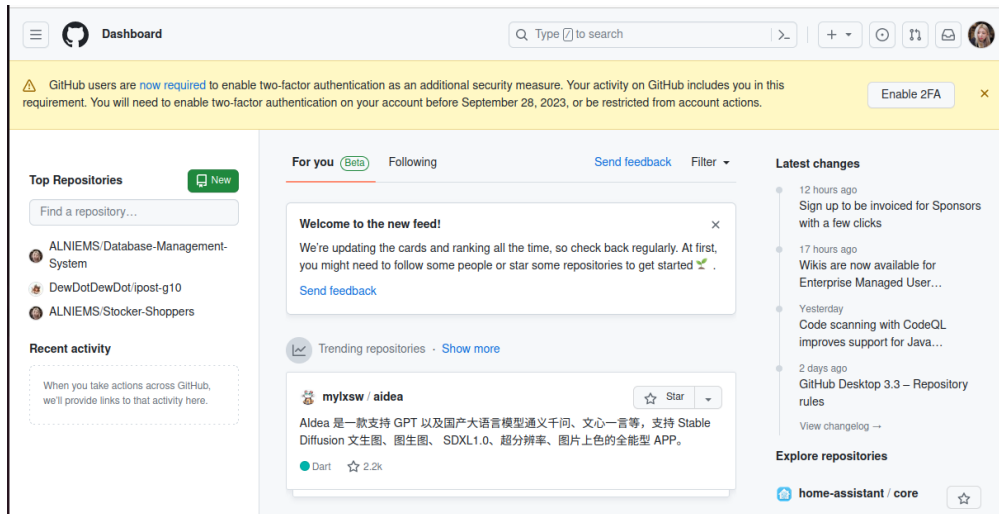 Dashboard
Type / to search
GitHub users are now required to enable two-factor authentication as an additional security measure. Your activity on GitHub includes you in this
requirement. You will need to enable two-factor authentication on your account before September 28, 2023, or be restricted from account actions.
Enable 2FA
Top Repositories
New
Find a repository…
ALNIEMS/Database-Management-
System
DewDotDewDot/ipost-g10
ALNIEMS/Stocker-Shoppers
Recent activity
When you take actions across GitHub,
we'll provide links to that activity here.
For you Beta Following Send feedback Filter
Welcome to the new feed!
We're updating the cards and ranking all the time, so check back regularly. At first,
you might need to follow some people or star some repositories to get started 🌱 .
Send feedback
Trending repositories · Show more
mylxsw / aidea
Star
AIdea 是一款支持 GPT 以及国产大语言模型通义千问、文心一言等，支持 Stable
Diffusion 文生图、图生图、 SDXL1.0、超分辨率、图片上色的全能型 APP。
Dart 2.2k
Latest changes
12 hours ago
Sign up to be invoiced for Sponsors
with a few clicks
17 hours ago
Wikis are now available for
Enterprise Managed User…
Yesterday
Code scanning with CodeQL
improves support for Java…
2 days ago
GitHub Desktop 3.3 – Repository
rules
View changelog →
Explore repositories
home-assistant / core